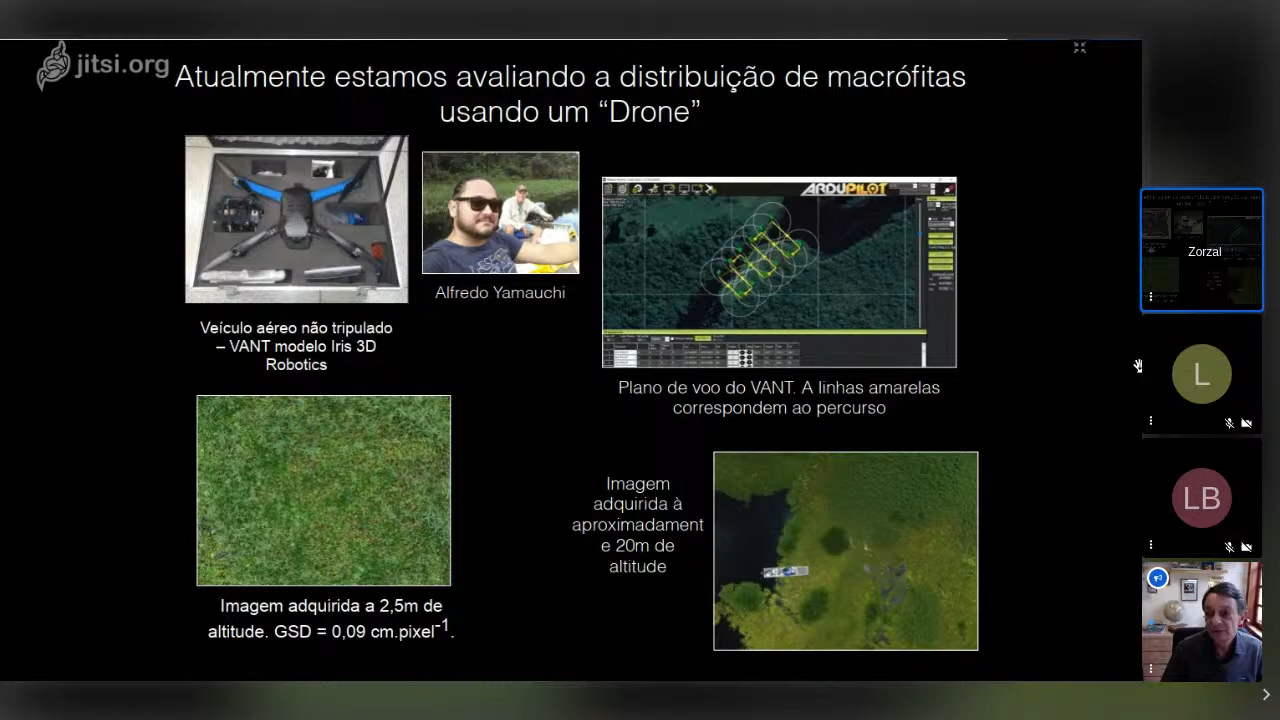 jitsi.org
Atualmente estamos avaliando a distribuição de macrófitas
usando um “Drone”
ARDUPILOT
Alfredo Yamauchi
Veículo aéreo não tripulado
– VANT modelo Iris 3D
Robotics
Plano de voo do VANT. A linhas amarelas
correspondem ao percurso
Imagem
adquirida à
aproximadament
e 20m de
altitude
Imagem adquirida a 2,5m de
altitude. GSD = 0,09 cm.pixel-1.
Zorzal
L
LB